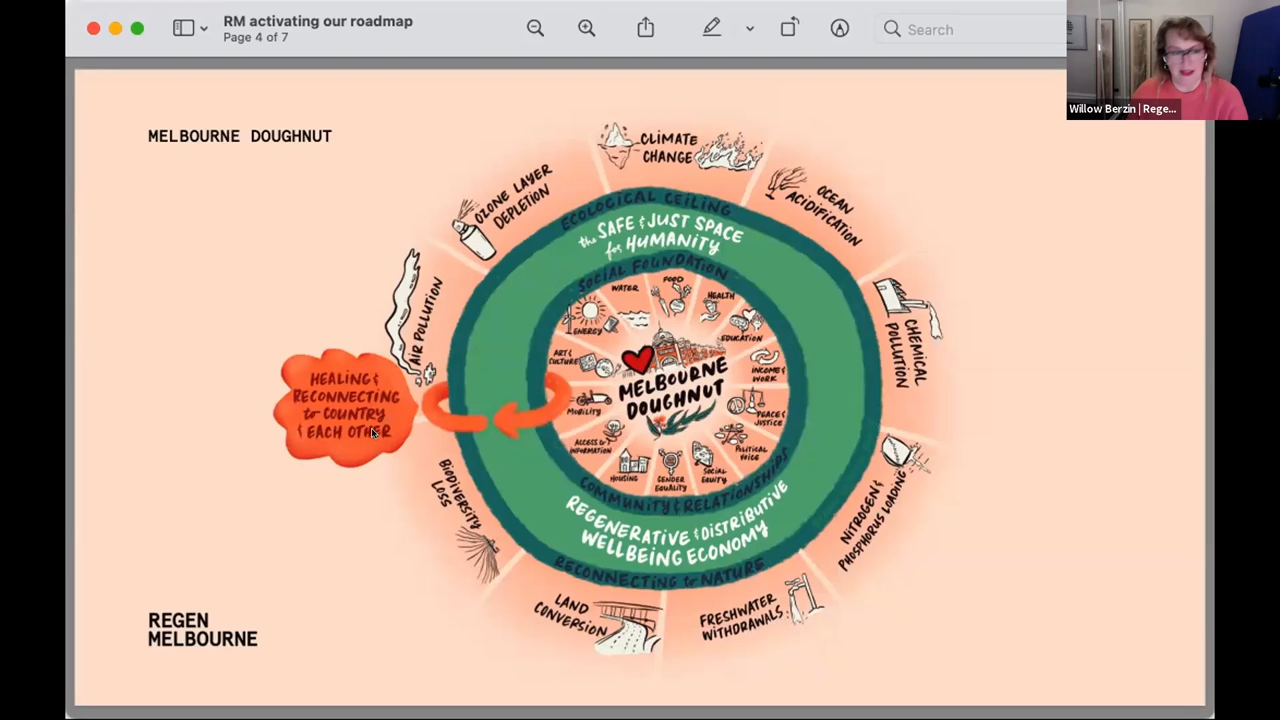 RM activating our roadmap
Page 4 of 7
Search
Willow Berzin | Rege...
MELBOURNE DOUGHNUT
CLIMATE
CHANGE
OZONE LAYER
DEPLETION
OCEAN
ACIDIFICATION
AIR POLLUTION
CHEMICAL
POLLUTION
ECOLOGICAL CEILING
the SAFE & JUST SPACE
for HUMANITY
SOCIAL FOUNDATION
WATER
FOOD
HEALTH
ENERGY
EDUCATION
ART &
CULTURE
INCOME &
WORK
MELBOURNE
DOUGHNUT
MOBILITY
PEACE &
JUSTICE
ACCESS to
INFORMATION
POLITICAL
VOICE
HOUSING
GENDER
EQUALITY
SOCIAL
EQUITY
COMMUNITY & RELATIONSHIPS
REGENERATIVE & DISTRIBUTIVE
WELLBEING ECONOMY
RECONNECTING to NATURE
HEALING &
RECONNECTING
to COUNTRY
& EACH OTHER
BIODIVERSITY
LOSS
NITROGEN &
PHOSPHORUS LOADING
LAND
CONVERSION
FRESHWATER
WITHDRAWALS
REGEN
MELBOURNE